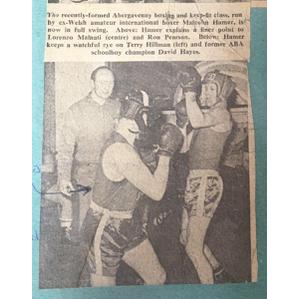 The recently-formed Abergavenny boxing and keep-fit class, run
by ex-Welsh amateur international boxer Malcolm Hamer, is
now in full swing. Above: Hamer explains a finer point to
Lorenzo Malnati (centre) and Ron Pearson. Below: Hamer
keeps a watchful eye on Terry Hillman (left) and former ABA
schoolboy champion David Hayes.